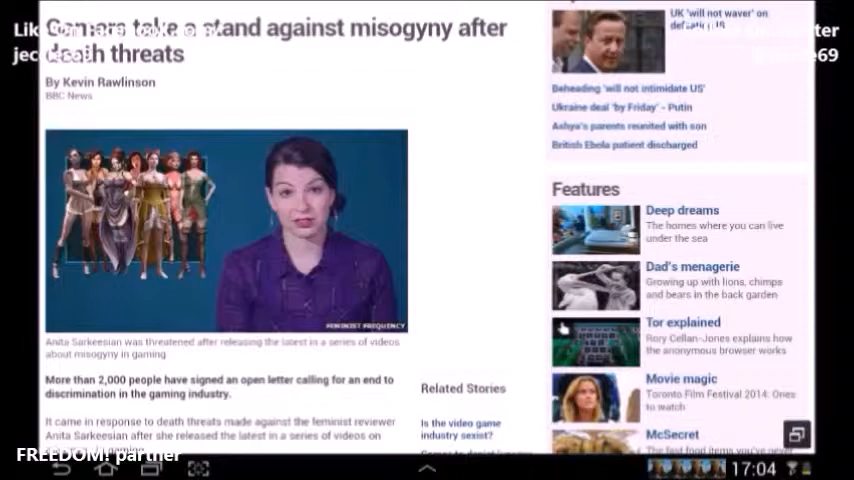 Gamers take a stand against misogyny after
death threats
By Kevin Rawlinson
BBC News
FEMINIST FREQUENCY
Anita Sarkeesian was threatened after releasing the latest in a series of videos
about misogyny in gaming
More than 2,000 people have signed an open letter calling for an end to
discrimination in the gaming industry.
It came in response to death threats made against the feminist reviewer
Anita Sarkeesian after she released the latest in a series of videos on
gaming
Related Stories
Is the video game
industry sexist?
UK 'will not waver' on
Beheading 'will not intimidate US'
Ukraine deal 'by Friday' - Putin
Ashya's parents reunited with son
British Ebola patient discharged
Features
Deep dreams
The homes where you can live
under the sea
Dad's menagerie
Growing up with lions, chimps
and bears in the back garden
Tor explained
Rory Cellan-Jones explains how
the anonymous browser works
Movie magic
Toronto Film Festival 2014: Ones
to watch
McSecret
The fast food items you've never
FREEDOM! partner
17:04